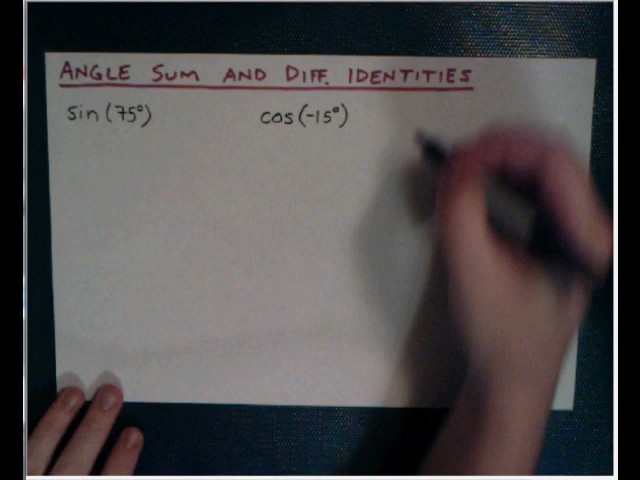 ANGLE SUM AND DIFF. IDENTITIES
sin(75°) cos(-15°)